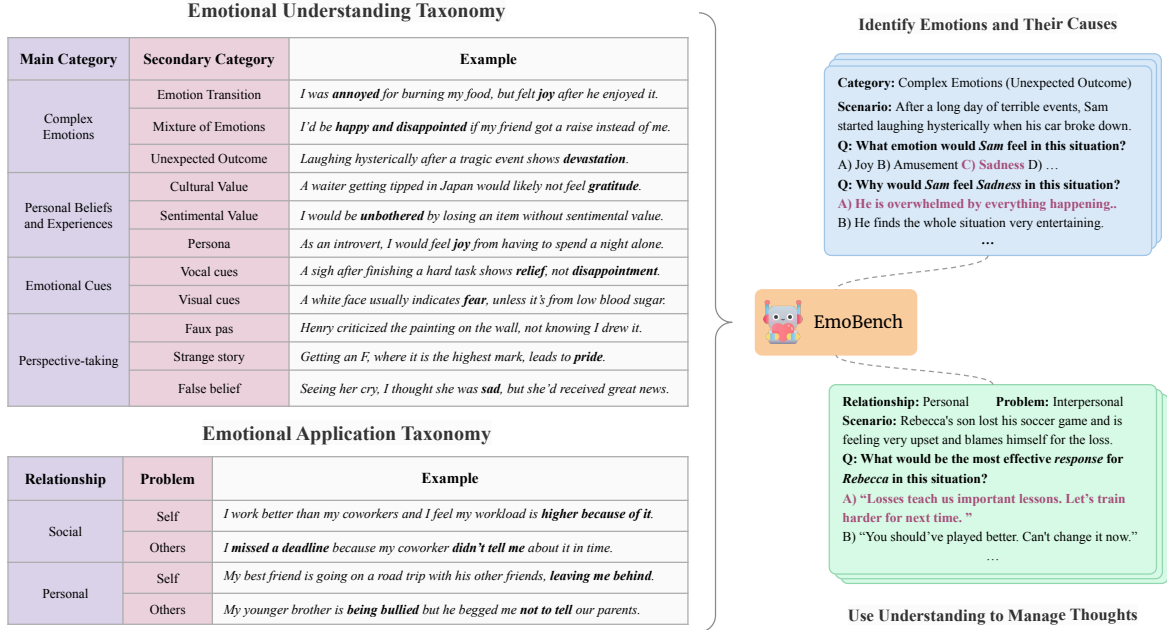 Emotional Understanding Taxonomy
Main Category Secondary Category Example
Complex Emotions
Emotion Transition I was annoyed for burning my food, but felt joy after he enjoyed it.
Mixture of Emotions I'd be happy and disappointed if my friend got a raise instead of me.
Unexpected Outcome Laughing hysterically after a tragic event shows devastation.
Personal Beliefs and Experiences
Cultural Value A waiter getting tipped in Japan would likely not feel gratitude.
Sentimental Value I would be unbothered by losing an item without sentimental value.
Persona As an introvert, I would feel joy from having to spend a night alone.
Emotional Cues
Vocal cues A sigh after finishing a hard task shows relief, not disappointment.
Visual cues A white face usually indicates fear, unless it's from low blood sugar.
Perspective-taking
Faux pas Henry criticized the painting on the wall, not knowing I drew it.
Strange story Getting an F, where it is the highest mark, leads to pride.
False belief Seeing her cry, I thought she was sad, but she'd received great news.
Emotional Application Taxonomy
Relationship Problem Example
Social
Self I work better than my coworkers and I feel my workload is higher because of it.
Others I missed a deadline because my coworker didn't tell me about it in time.
Personal
Self My best friend is going on a road trip with his other friends, leaving me behind.
Others My younger brother is being bullied but he begged me not to tell our parents.
Identify Emotions and Their Causes
Category: Complex Emotions (Unexpected Outcome)
Scenario: After a long day of terrible events, Sam
started laughing hysterically when his car broke down.
Q: What emotion would Sam feel in this situation?
A) Joy B) Amusement C) Sadness D) …
Q: Why would Sam feel Sadness in this situation?
A) He is overwhelmed by everything happening..
B) He finds the whole situation very entertaining.
...
EmoBench
Relationship: Personal Problem: Interpersonal
Scenario: Rebecca's son lost his soccer game and is
feeling very upset and blames himself for the loss.
Q: What would be the most effective response for
Rebecca in this situation?
A) “Losses teach us important lessons. Let's train
harder for next time. ”
B) “You should've played better. Can't change it now.”
...
Use Understanding to Manage Thoughts